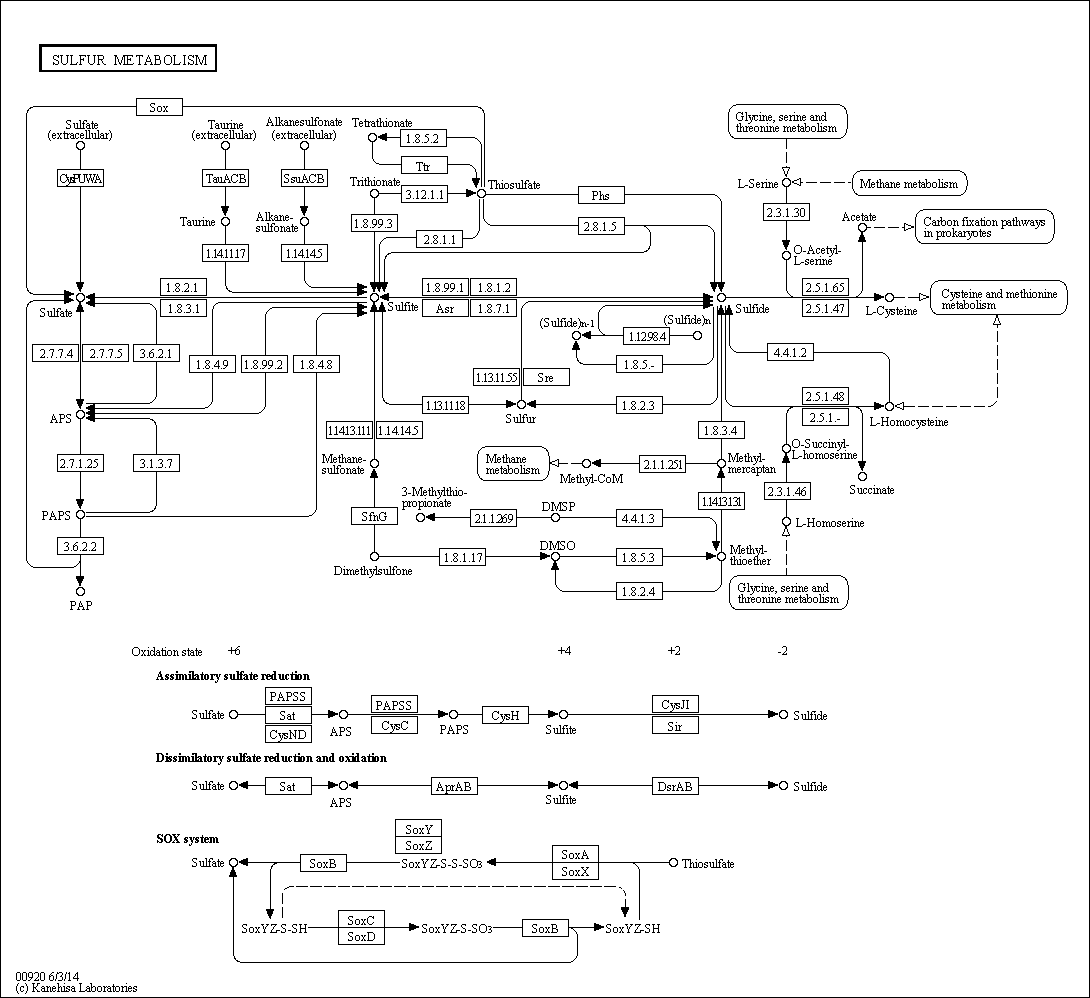 SULFUR METABOLISM
Sox
Sulfate
(extracellular)
Taurine
(extracellular)
Alkanesulfonate
(extracellular)
Tetrathionate
1.8.5.2
Ttr
Glycine, serine and
threonine metabolism
CysPUWA
TauACB
SsuACB
Trithionate
3.12.1.1
Thiosulfate
Phs
L-Serine
Methane metabolism
Taurine
Alkane-
sulfonate
1.8.99.3
2.8.1.1
2.8.1.5
2.3.1.30
Acetate
Carbon fixation pathways
in prokaryotes
1.14.11.17
1.14.14.5
O-Acetyl-
L-serine
Sulfate
1.8.2.1
1.8.3.1
Sulfite
1.8.99.1
1.8.1.2
Asr
1.8.7.1
Sulfide
2.5.1.65
2.5.1.47
L-Cysteine
Cysteine and methionine
metabolism
(Sulfide)n-1
1.12.98.4
(Sulfide)n
2.7.7.4
2.7.7.5
3.6.2.1
1.8.4.9
1.8.99.2
1.8.4.8
1.8.5.-
4.4.1.2
1.13.11.55
Sre
APS
1.13.11.18
Sulfur
1.8.2.3
2.5.1.48
2.5.1.-
L-Homocysteine
1.14.13.111
1.14.14.5
1.8.3.4
2.7.1.25
3.1.3.7
Methane-
sulfonate
Methane
metabolism
Methyl-CoM
2.1.1.251
Methyl-
mercaptan
O-Succinyl-
L-homoserine
Succinate
3-Methylthio-
propionate
DMSP
1.14.13.131
2.3.1.46
PAPS
SfnG
2.1.1.269
4.4.1.3
L-Homoserine
3.6.2.2
DMSO
Dimethylsulfone
1.8.1.17
1.8.5.3
Methyl-
thioether
PAP
1.8.2.4
Glycine, serine and
threonine metabolism
Oxidation state +6 +4 +2 -2
Assimilatory sulfate reduction
PAPSS
PAPSS
CysJI
Sulfate
Sat
APS
CysC
PAPS
CysH
Sulfite
Sir
Sulfide
CysND
Dissimilatory sulfate reduction and oxidation
Sulfate
Sat
APS
AprAB
Sulfite
DsrAB
Sulfide
SOX system
SoxY
SoxZ
Sulfate
SoxB
SoxYZ-S-S-SO3
SoxA
SoxX
Thiosulfate
SoxYZ-S-SH
SoxC
SoxD
SoxYZ-S-SO3
SoxB
SoxYZ-SH
00920 6/3/14
(c) Kanehisa Laboratories